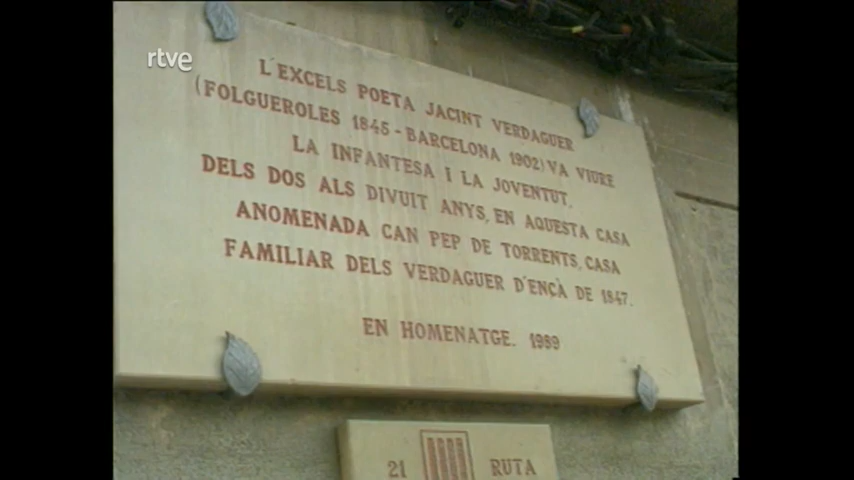 rtve
L'EXCELS POETA JACINT VERDAGUER
(FOLGUEROLES 1845 - BARCELONA 1902) VA VIURE
LA INFANTESA I LA JOVENTUT,
DELS DOS ALS DIVUIT ANYS, EN AQUESTA CASA
ANOMENADA CAN PEP DE TORRENTS, CASA
FAMILIAR DELS VERDAGUER D'ENÇÀ DE 1847.
EN HOMENATGE. 1989
21 RUTA